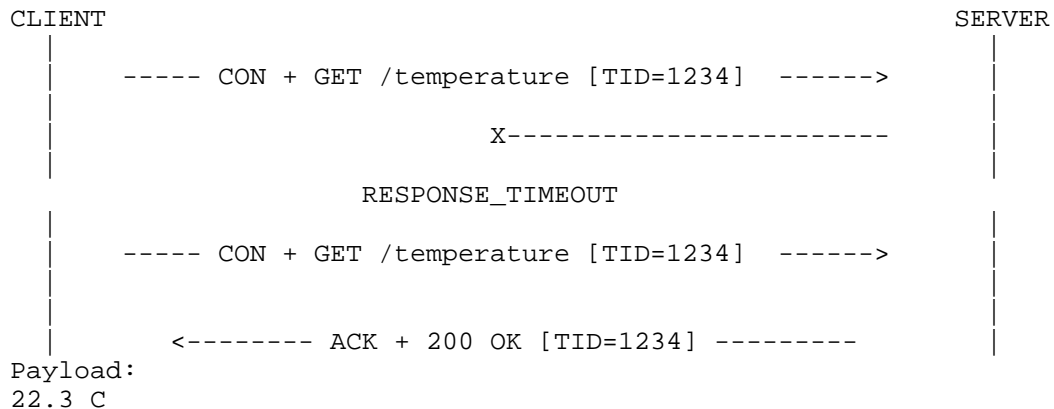 CLIENT SERVER
----- CON + GET /temperature [TID=1234] ------>
X------------------------
RESPONSE_TIMEOUT
----- CON + GET /temperature [TID=1234] ------>
<-------- ACK + 200 OK [TID=1234] ---------
Payload:
22.3 C